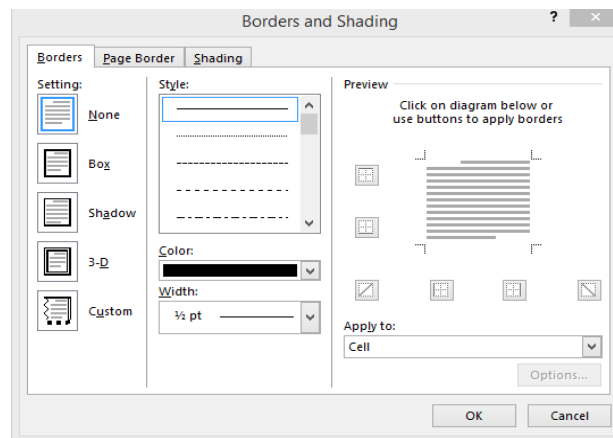 Borders and Shading
?
Borders Page Border Shading
Setting:
None
Box
Shadow
3-D
Custom
Style:
Color:
Width:
½ pt
Preview
Click on diagram below or
use buttons to apply borders
Apply to:
Cell
Options...
OK Cancel